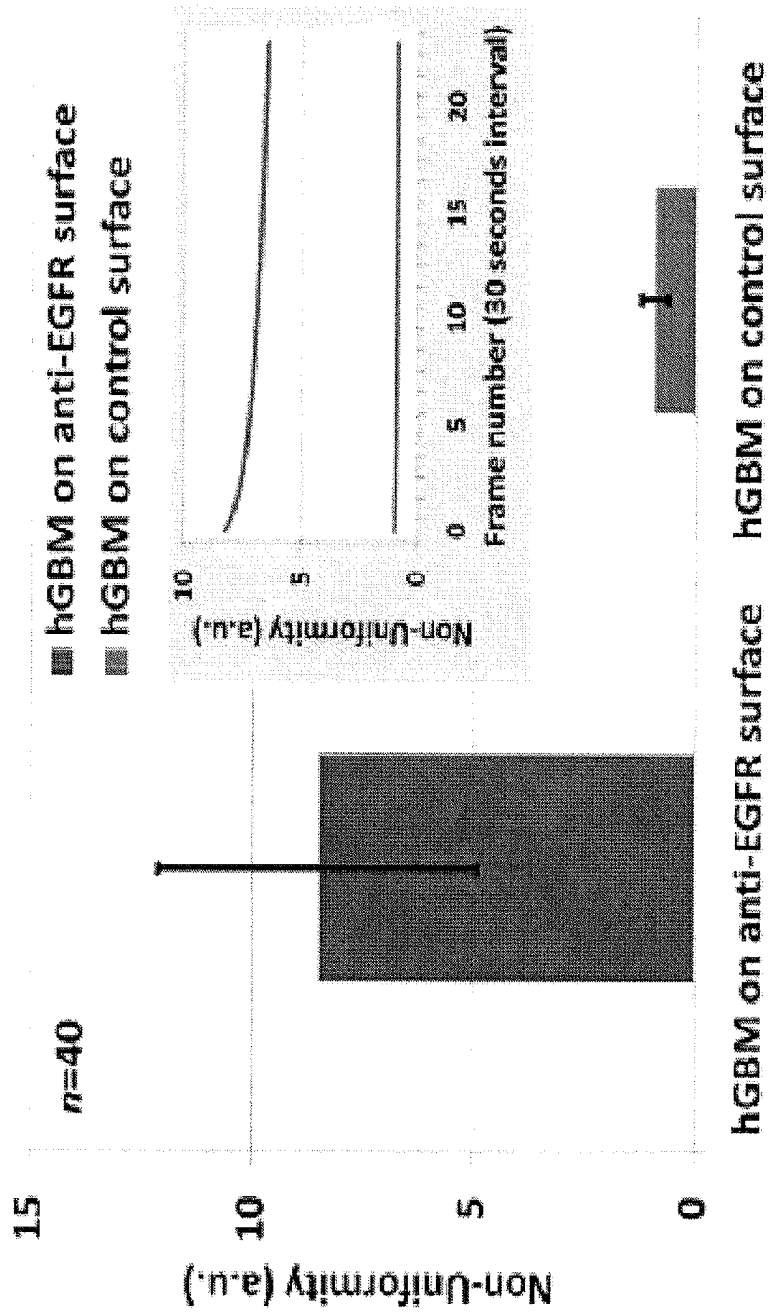 n=40
hGBM on anti-EGFR surface
hGBM on control surface
Non-Uniformity (a.u.)
15
10
5
0
Non-Uniformity (a.u.)
10
5
0
0 5 10 15 20
Frame number (30 seconds interval)
hGBM on anti-EGFR surface
hGBM on control surface